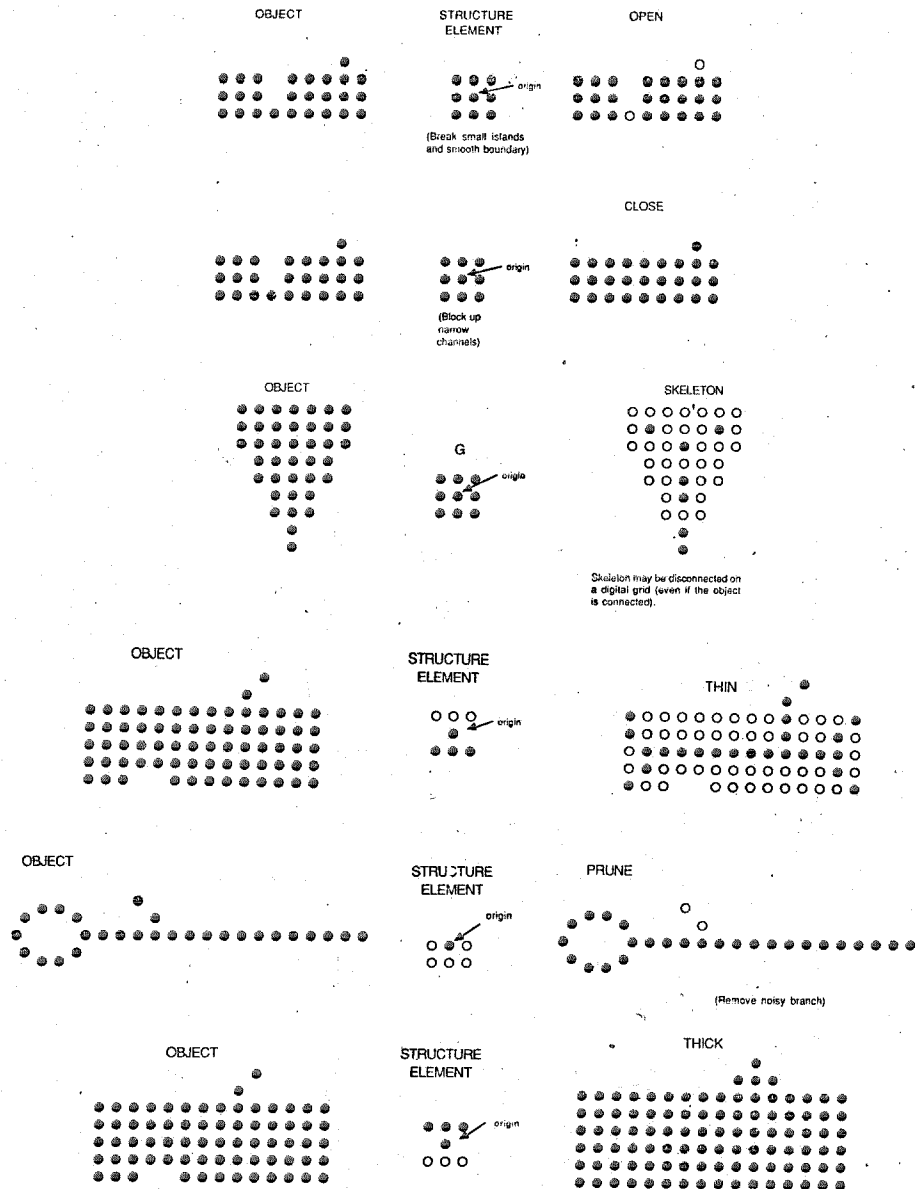 OBJECT
STRUCTURE
ELEMENT
OPEN
origin
(Break small islands
and smooth boundary)
CLOSE
origin
(Block up
narrow
channels)
OBJECT
SKELETON
G
origin
Skeleton may be disconnected on
a digital grid (even if the object
is connected).
OBJECT
STRUCTURE
ELEMENT
THIN
origin
OBJECT
STRUCTURE
ELEMENT
PRUNE
origin
(Remove noisy branch)
OBJECT
STRUCTURE
ELEMENT
THICK
origin